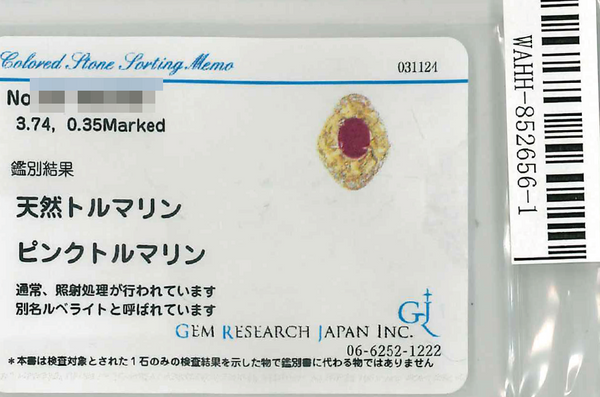 Colored Stone Sorting Memo
031124
No
3.74, 0.35Marked
鑑別結果
天然トルマリン
ピンクトルマリン
通常、照射処理が行われています
別名ルベライトと呼ばれています
GJ
GEM RESEARCH JAPAN INC.
06-6252-1222
*本書は検査対象とされた1石のみの検査結果を示した物で鑑別書に代わる物ではありません
WAHH-852656-1